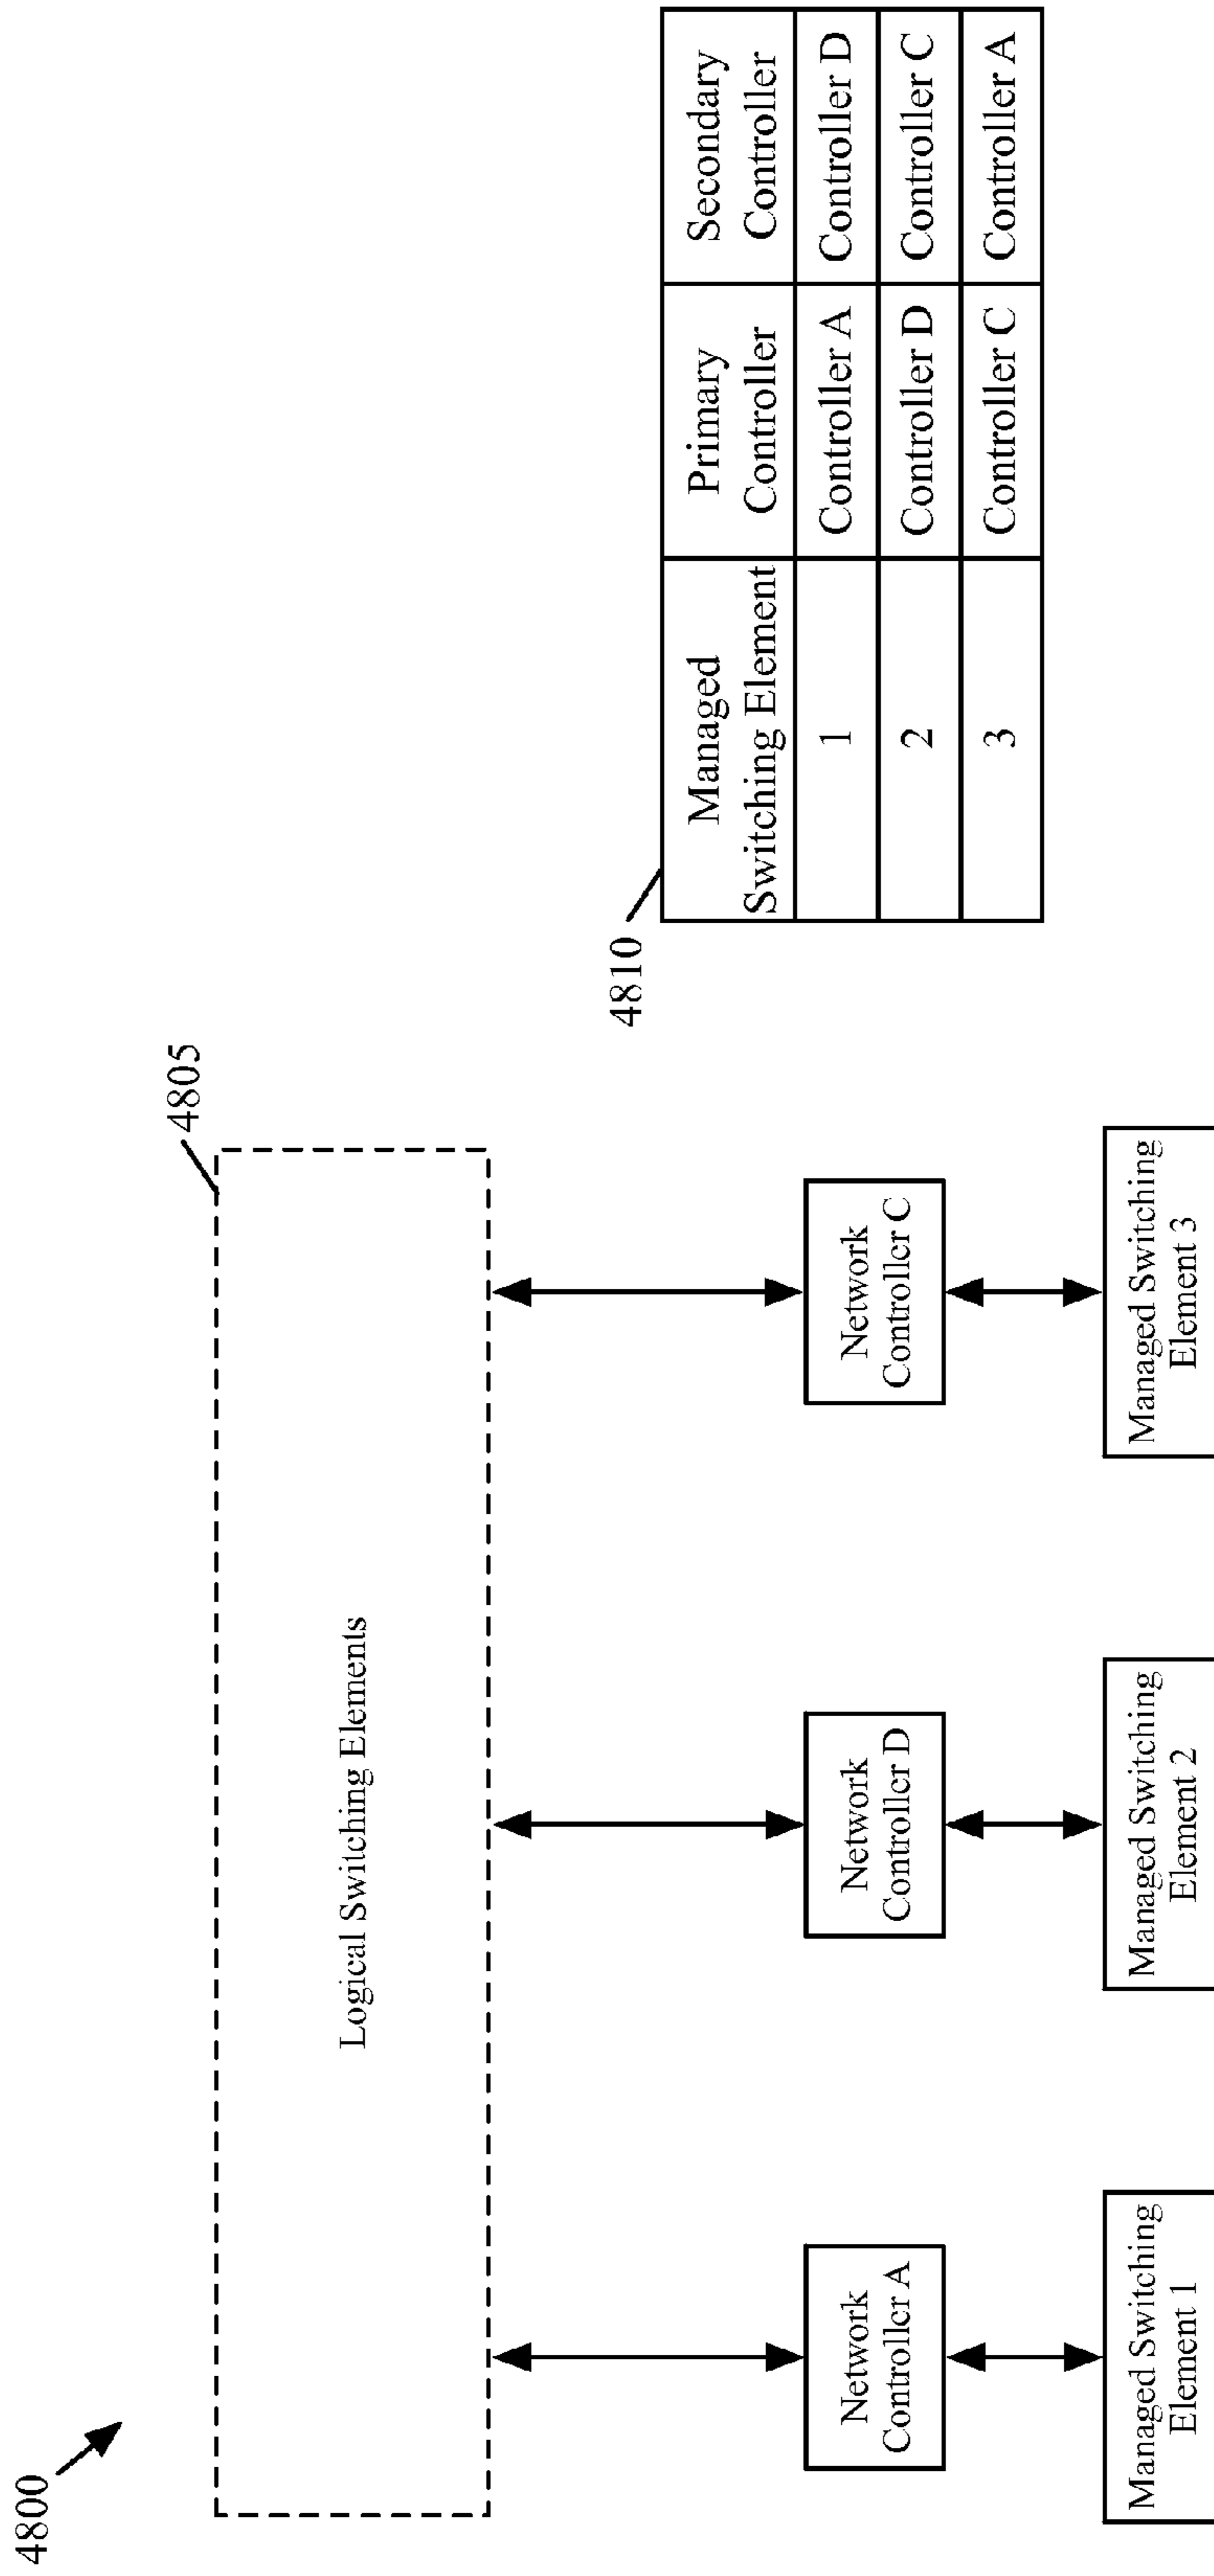 4800
4805
Logical Switching Elements
Network
Controller A
Network
Controller D
Network
Controller C
Managed Switching
Element 1
Managed Switching
Element 2
Managed Switching
Element 3
4810
Managed
Switching Element
Primary
Controller
Secondary
Controller
1
Controller A
Controller D
2
Controller D
Controller C
3
Controller C
Controller A